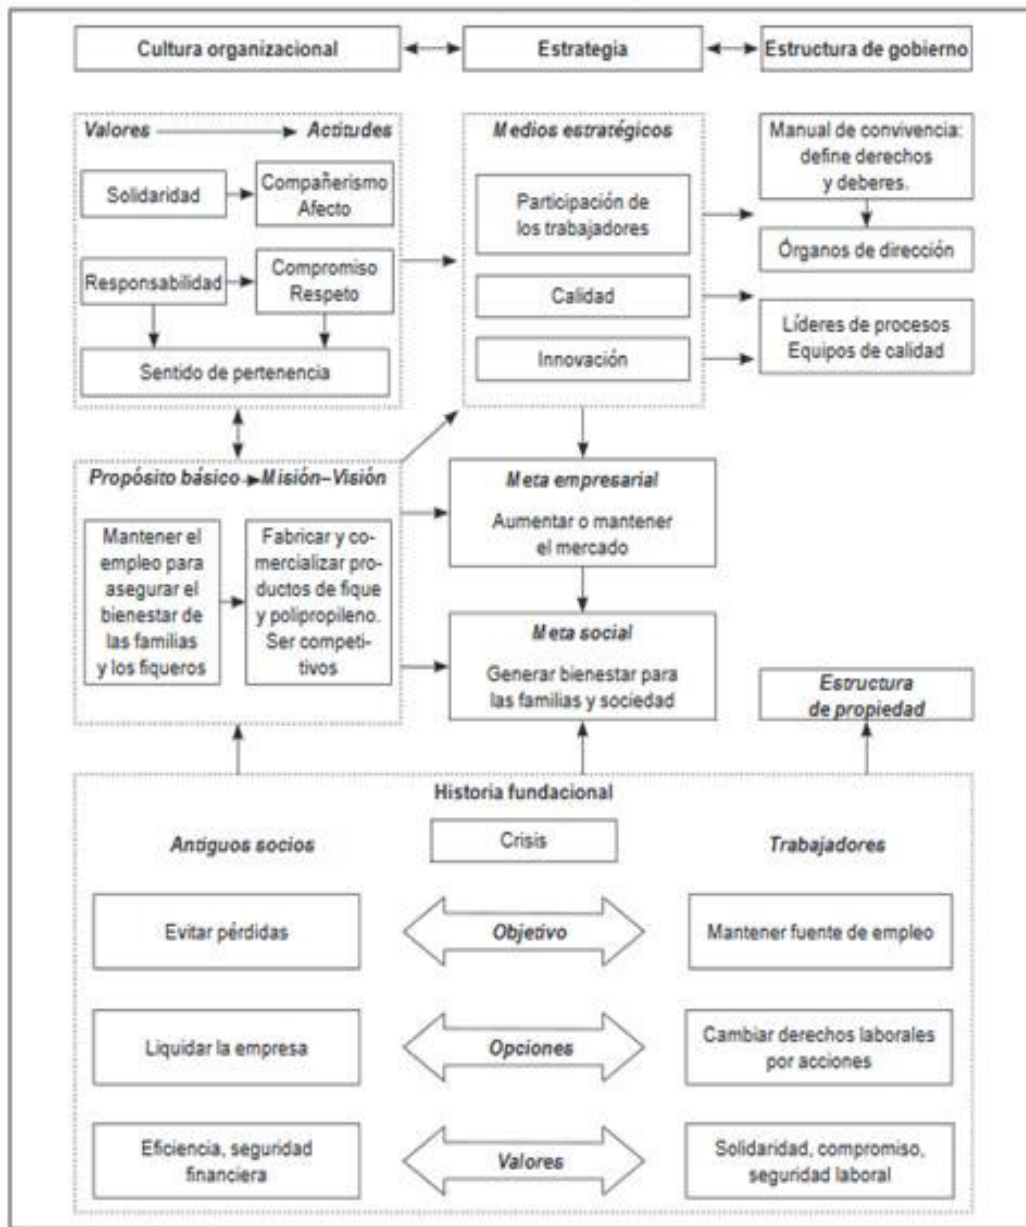 Cultura organizacional
Estrategia
Estructura de gobierno
Valores
Actitudes
Solidaridad
Compañerismo
Afecto
Responsabilidad
Compromiso
Respeto
Sentido de pertenencia
Medios estratégicos
Participación de
los trabajadores
Calidad
Innovación
Manual de convivencia:
define derechos
y deberes.
Órganos de dirección
Líderes de procesos
Equipos de calidad
Propósito básico
Misión–Visión
Mantener el
empleo para
asegurar el
bienestar de
las familias
y los fiqueros
Fabricar y co-
mercializar pro-
ductos de fique
y polipropileno.
Ser competi-
tivos
Meta empresarial
Aumentar o mantener
el mercado
Meta social
Generar bienestar para
las familias y sociedad
Estructura
de propiedad
Historia fundacional
Antiguos socios
Crisis
Trabajadores
Evitar pérdidas
Objetivo
Mantener fuente de empleo
Liquidar la empresa
Opciones
Cambiar derechos laborales
por acciones
Eficiencia, seguridad
financiera
Valores
Solidaridad, compromiso,
seguridad laboral